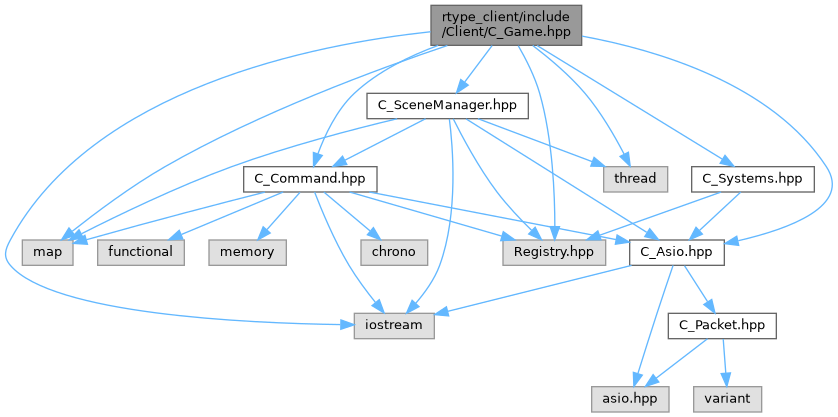 rtype_client/include
/Client/C_Game.hpp
C_SceneManager.hpp
C_Command.hpp
thread
C_Systems.hpp
map
functional
memory
chrono
Registry.hpp
C_Asio.hpp
iostream
C_Packet.hpp
asio.hpp
variant